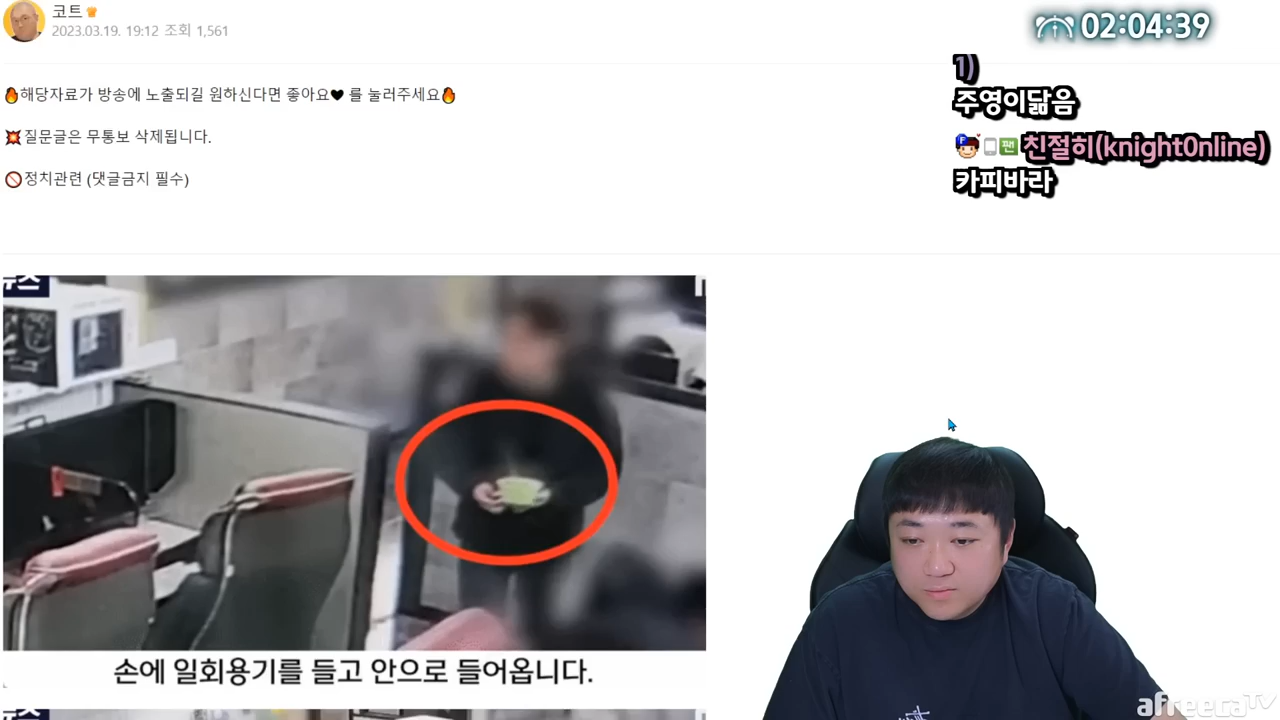 코트
2023.03.19. 19:12 조회 1,561
02:04:39
🔥해당자료가 방송에 노출되길 원하신다면 좋아요🖤 를 눌러주세요🔥
💥질문글은 무통보 삭제됩니다.
🚫정치관련 (댓글금지 필수)
1)
주영이닮음
F 팬 친절히(knight0nline)
카피바라
손에 일회용기를 들고 안으로 들어옵니다.
afreecaTV